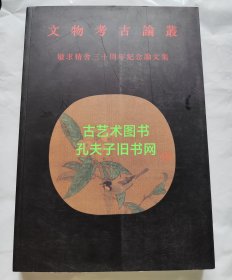 文物考古論叢
敏求精舍三十周年紀念論文集
古艺术图书
孔夫子旧书网